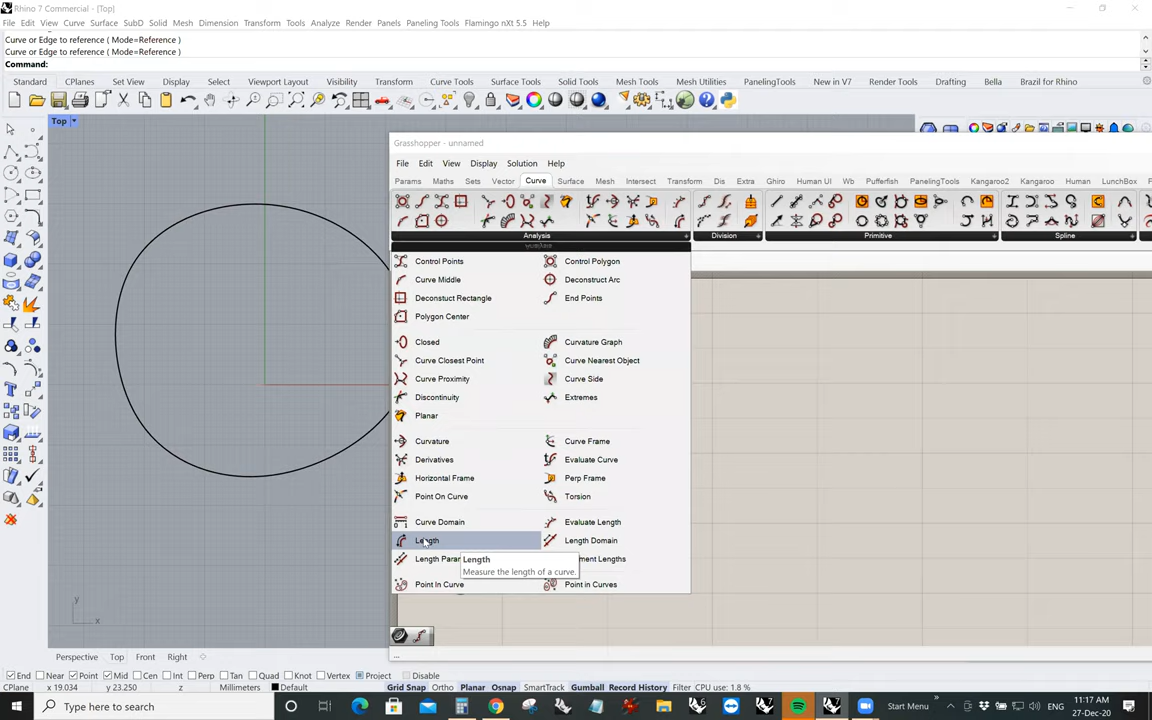 Rhino 7 Commercial - [Top]
File Edit View Curve Surface SubD Solid Mesh Dimension Transform Tools Analyze Render Panels Paneling Tools Flamingo nXt 5.5 Help
Curve or Edge to reference ( Mode=Reference )
Curve or Edge to reference ( Mode=Reference )
Command:
Standard CPlanes Set View Display Select Viewport Layout Visibility Transform Curve Tools Surface Tools Solid Tools Mesh Tools Mesh Utilities PanelingTools New in V7 Render Tools Drafting Bella Brazil for Rhino
Top
Grasshopper - unnamed
File Edit View Display Solution Help
Params Maths Sets Vector Curve Surface Mesh Intersect Transform Dis Extra Ghiro Human UI Wb Pufferfish PanelingTools Kangaroo2 Kangaroo Human LunchBox
Analysis Division Primitive Spline
Analysis
Control Points Control Polygon
Curve Middle Deconstruct Arc
Deconstuct Rectangle End Points
Polygon Center
Closed Curvature Graph
Curve Closest Point Curve Nearest Object
Curve Proximity Curve Side
Discontinuity Extremes
Planar
Curvature Curve Frame
Derivatives Evaluate Curve
Horizontal Frame Perp Frame
Point On Curve Torsion
Curve Domain Evaluate Length
Length Length Domain
Length Para Length ment Lengths
Measure the length of a curve.
Point In Curve Point in Curves
y
x
...
Perspective Top Front Right
End Near Point Mid Cen Int Perp Tan Quad Knot Vertex Project Disable
CPlane x 19.034 y 23.250 z Millimeters Default Grid Snap Ortho Planar Osnap SmartTrack Gumball Record History Filter CPU use: 1.8 %
Type here to search Start Menu ENG 11:17 AM
27-Dec-20